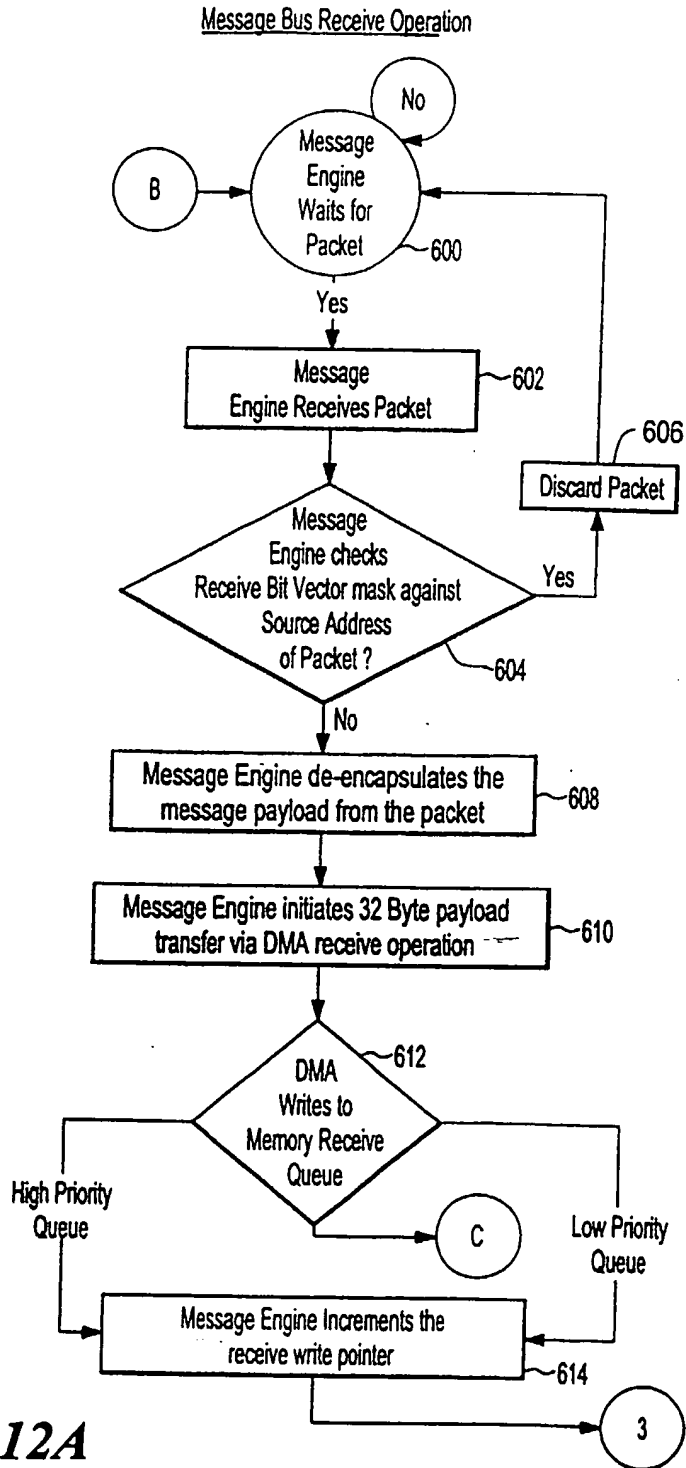 Message Bus Receive Operation
No
Message
Engine
Waits for
Packet
600
B
Yes
Message
Engine Receives Packet
602
606
Discard Packet
Message
Engine checks
Receive Bit Vector mask against
Source Address
of Packet ?
Yes
604
No
Message Engine de-encapsulates the
message payload from the packet
608
Message Engine initiates 32 Byte payload
transfer via DMA receive operation
610
612
DMA
Writes to
Memory Receive
Queue
High Priority
Queue
C
Low Priority
Queue
Message Engine Increments the
receive write pointer
614
3
12A